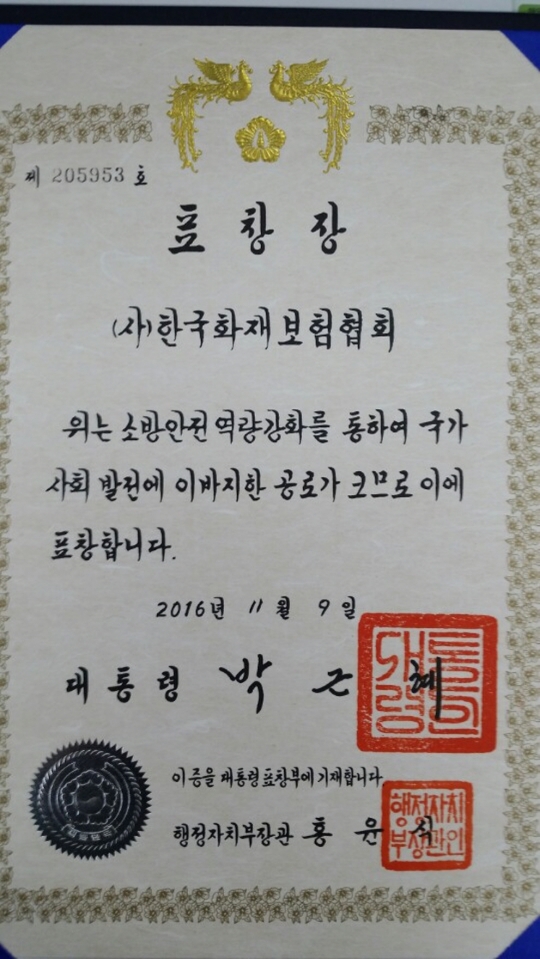 제 205953 호
표창장
(사)한국화재보험협회
위는 소방안전 역량강화를 통하여 국가
사회 발전에 이바지한 공로가 크므로 이에
표창합니다.
2016년 11월 9일
대통령 박근혜
대통령의인
이 증을 대통령표창부에 기재합니다
행정자치부장관 홍윤식
행정자치
부장관인